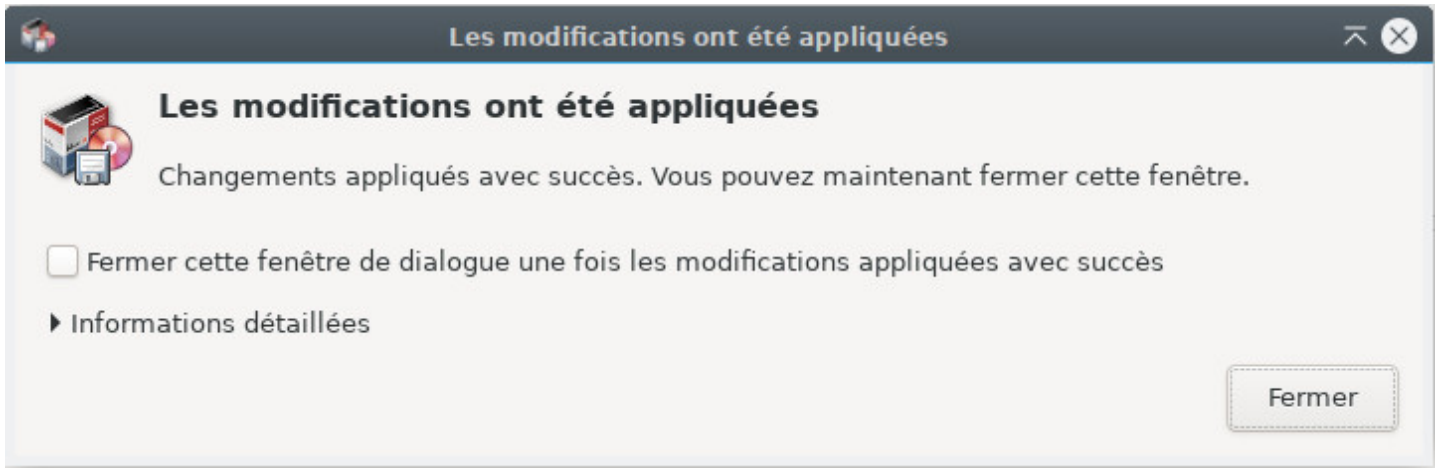 Les modifications ont été appliquées
Les modifications ont été appliquées
Changements appliqués avec succès. Vous pouvez maintenant fermer cette fenêtre.
Fermer cette fenêtre de dialogue une fois les modifications appliquées avec succès
Informations détaillées
Fermer